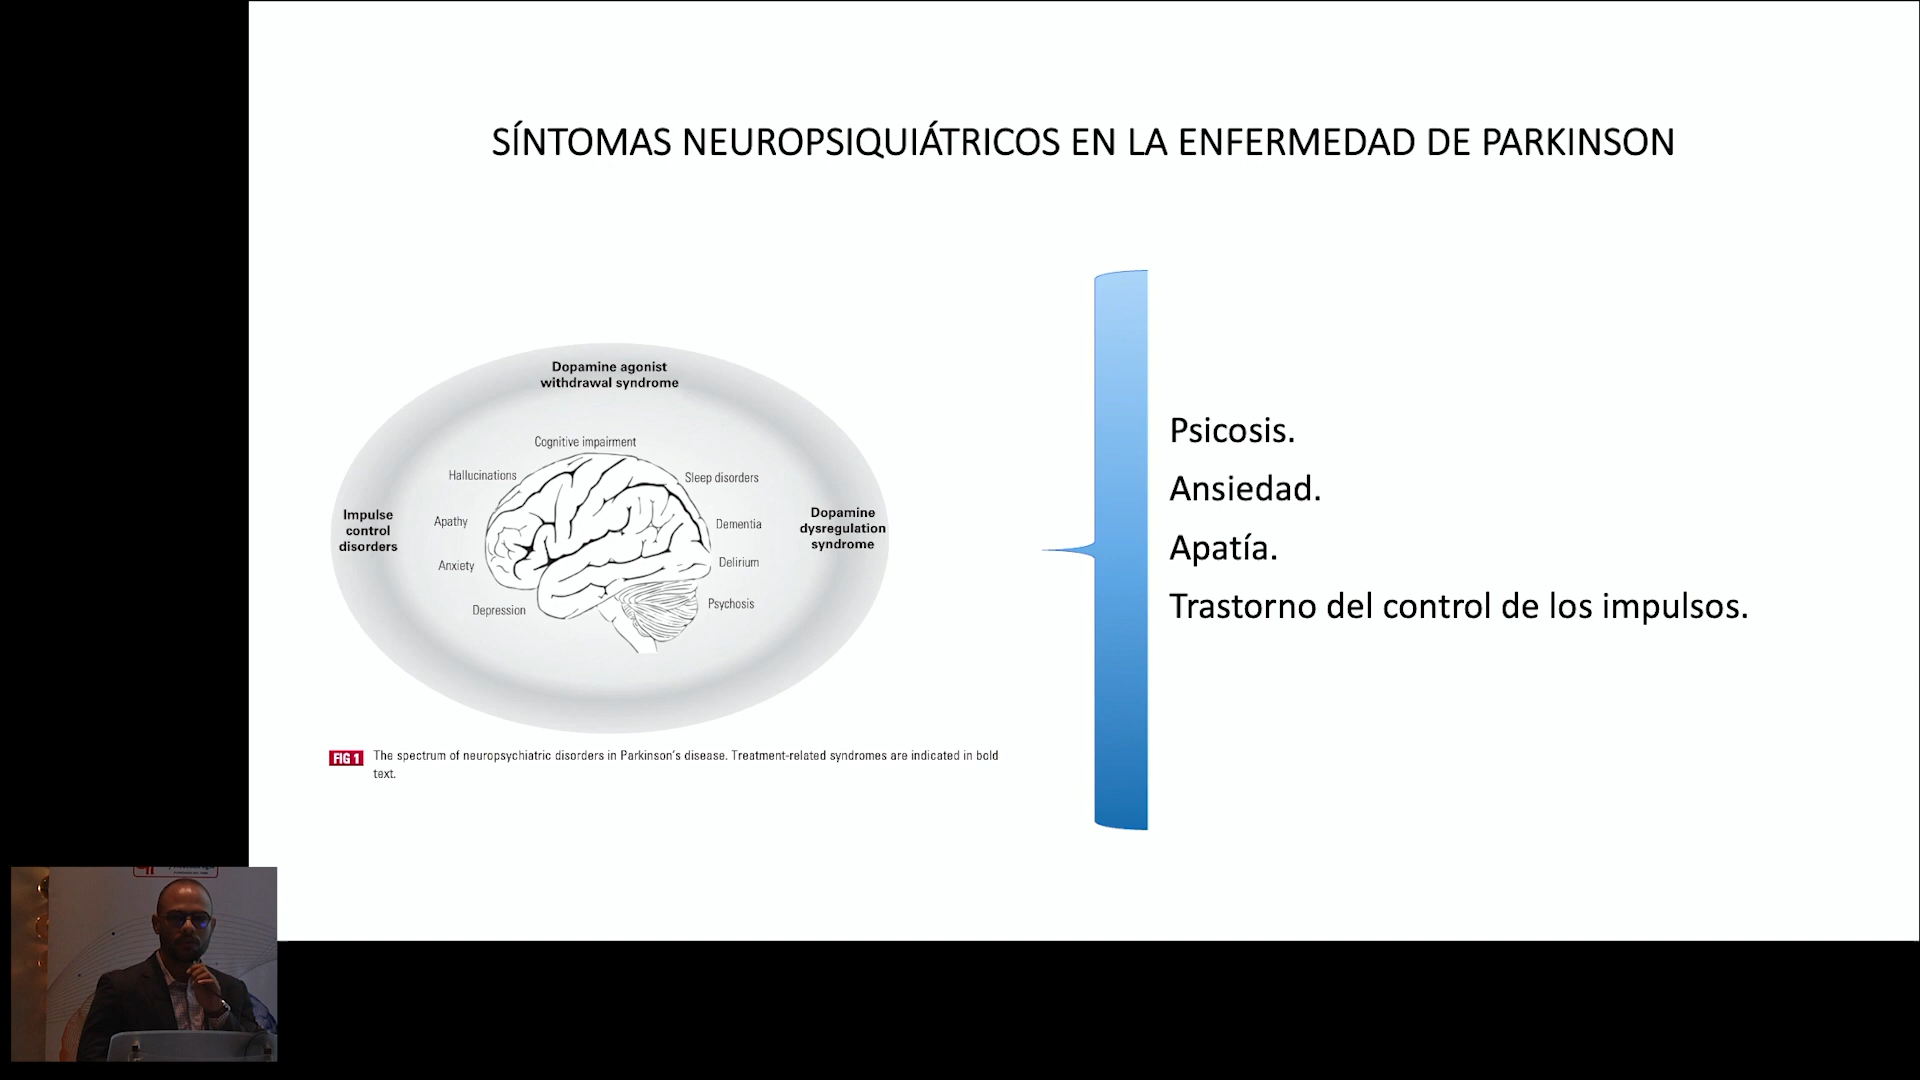 SÍNTOMAS NEUROPSIQUIÁTRICOS EN LA ENFERMEDAD DE PARKINSON
Dopamine agonist
withdrawal syndrome
Cognitive impairment
Hallucinations
Sleep disorders
Impulse
control
disorders
Apathy
Dementia
Dopamine
dysregulation
syndrome
Anxiety
Delirium
Depression
Psychosis
FIG 1 The spectrum of neuropsychiatric disorders in Parkinson's disease. Treatment-related syndromes are indicated in bold
text.
Psicosis.
Ansiedad.
Apatía.
Trastorno del control de los impulsos.